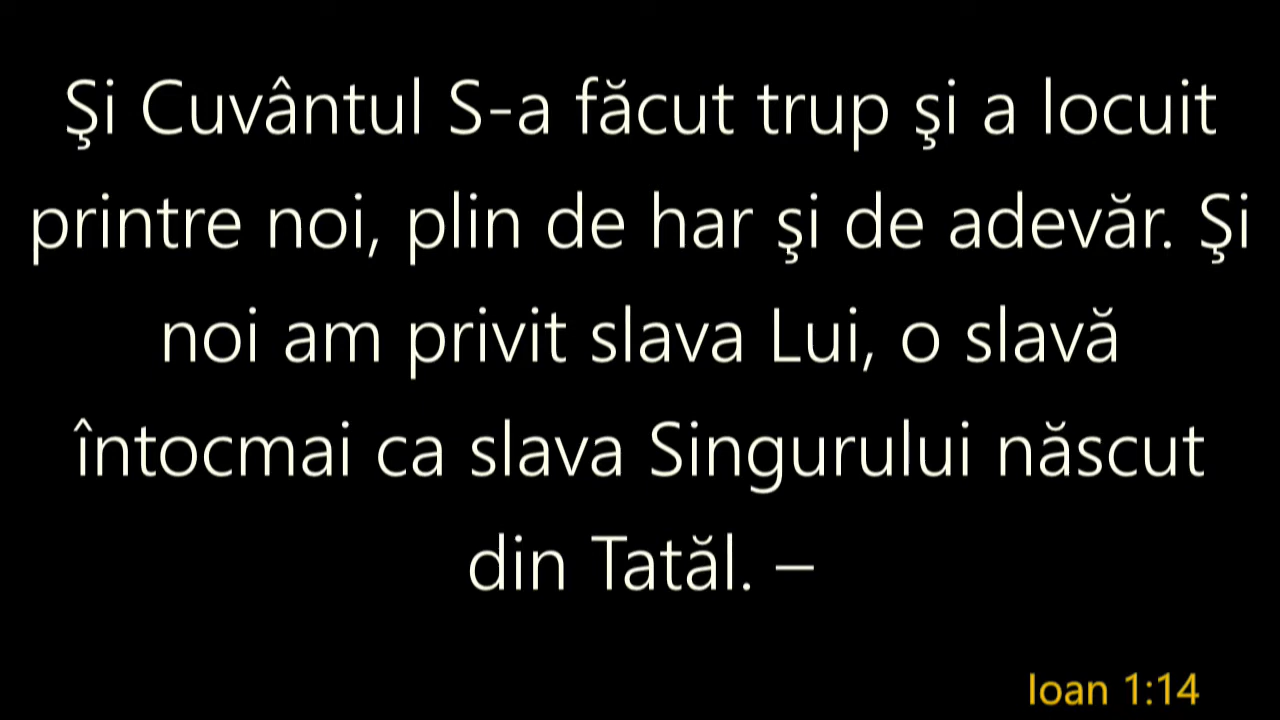 Şi Cuvântul S-a făcut trup şi a locuit
printre noi, plin de har şi de adevăr. Şi
noi am privit slava Lui, o slavă
întocmai ca slava Singurului născut
din Tatăl. –
Ioan 1:14